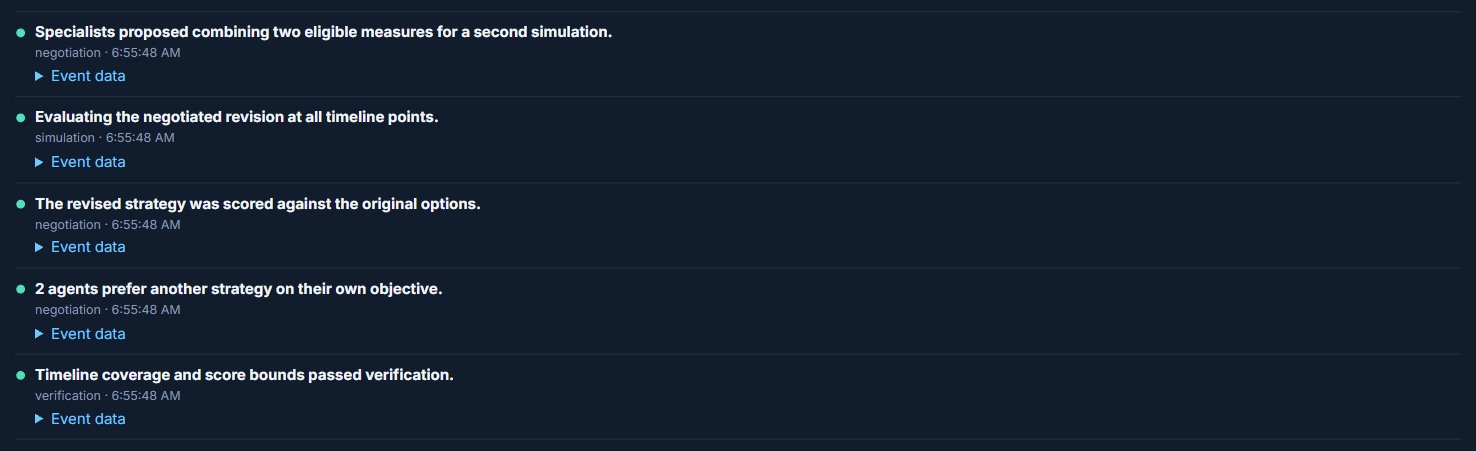 Specialists proposed combining two eligible measures for a second simulation.
negotiation · 6:55:48 AM
Event data
Evaluating the negotiated revision at all timeline points.
simulation · 6:55:48 AM
Event data
The revised strategy was scored against the original options.
negotiation · 6:55:48 AM
Event data
2 agents prefer another strategy on their own objective.
negotiation · 6:55:48 AM
Event data
Timeline coverage and score bounds passed verification.
verification · 6:55:48 AM
Event data